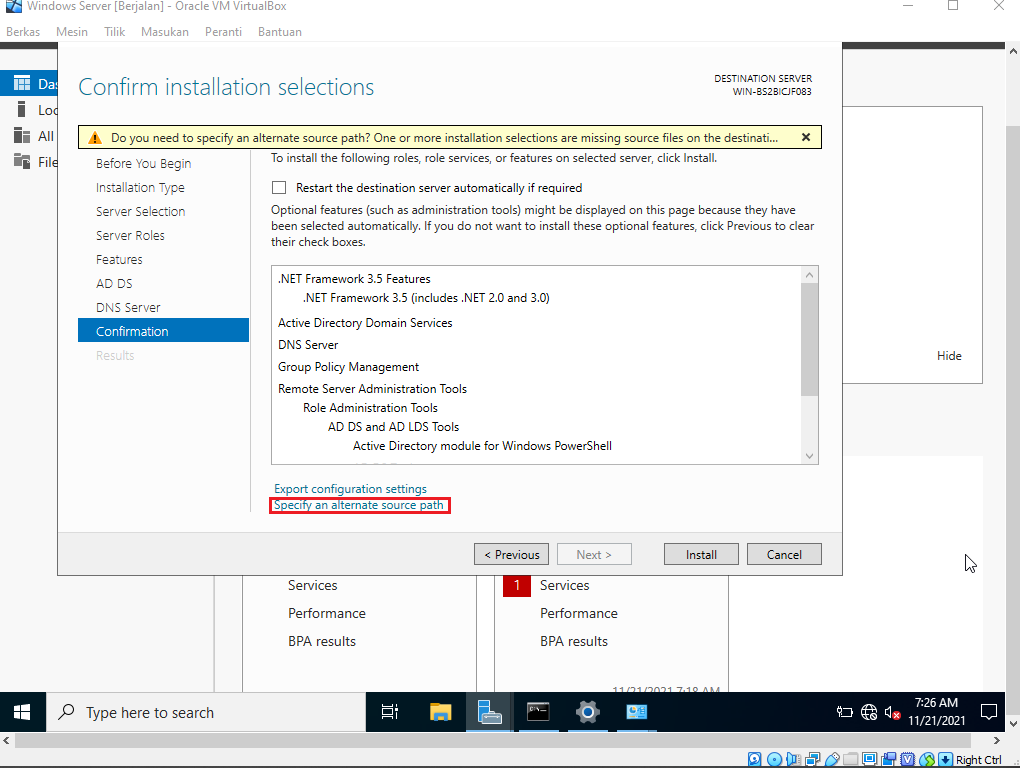 Windows Server [Berjalan] - Oracle VM VirtualBox
Berkas Mesin Tilik Masukan Peranti Bantuan
Confirm installation selections
DESTINATION SERVER
WIN-BS2BICJF083
Do you need to specify an alternate source path? One or more installation selections are missing source files on the destinati...
Before You Begin
Installation Type
Server Selection
Server Roles
Features
AD DS
DNS Server
Confirmation
Results
To install the following roles, role services, or features on selected server, click Install.
Restart the destination server automatically if required
Optional features (such as administration tools) might be displayed on this page because they have
been selected automatically. If you do not want to install these optional features, click Previous to clear
their check boxes.
.NET Framework 3.5 Features
.NET Framework 3.5 (includes .NET 2.0 and 3.0)
Active Directory Domain Services
DNS Server
Group Policy Management
Remote Server Administration Tools
Role Administration Tools
AD DS and AD LDS Tools
Active Directory module for Windows PowerShell
Export configuration settings
Specify an alternate source path
< Previous Next > Install Cancel
Das
Loc
All
File
Hide
Services
Performance
BPA results
1 Services
Performance
BPA results
11/21/2021 7:18 AM
Type here to search
7:26 AM
11/21/2021
Right Ctrl